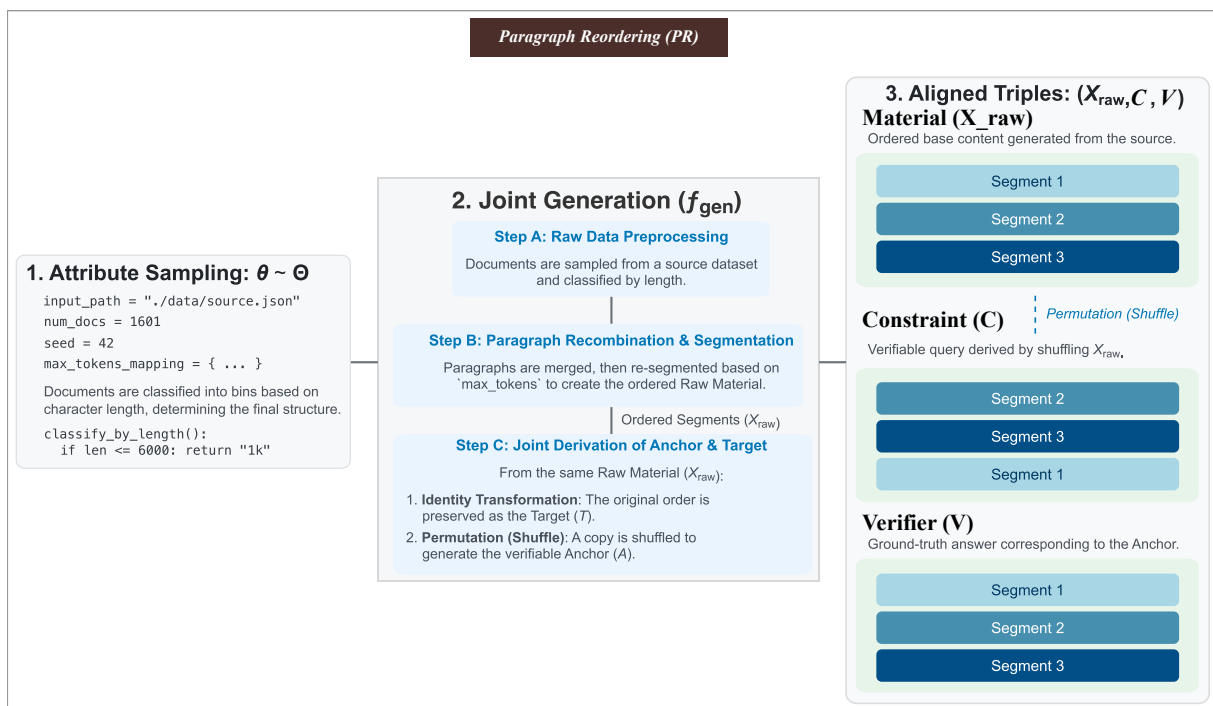 Paragraph Reordering (PR)
1. Attribute Sampling: θ ~ Θ
input_path = "./data/source.json"
num_docs = 1601
seed = 42
max_tokens_mapping = { ... }
Documents are classified into bins based on
character length, determining the final structure.
classify_by_length():
if len <= 6000: return "1k"
2. Joint Generation (fgen)
Step A: Raw Data Preprocessing
Documents are sampled from a source dataset
and classified by length.
Step B: Paragraph Recombination & Segmentation
Paragraphs are merged, then re-segmented based on
`max_tokens` to create the ordered Raw Material.
Ordered Segments (Xraw)
Step C: Joint Derivation of Anchor & Target
From the same Raw Material (Xraw):
1. Identity Transformation: The original order is
preserved as the Target (T).
2. Permutation (Shuffle): A copy is shuffled to
generate the verifiable Anchor (A).
3. Aligned Triples: (Xraw, C , V)
Material (X_raw)
Ordered base content generated from the source.
Segment 1
Segment 2
Segment 3
Permutation (Shuffle)
Constraint (C)
Verifiable query derived by shuffling Xraw.
Segment 2
Segment 3
Segment 1
Verifier (V)
Ground-truth answer corresponding to the Anchor.
Segment 1
Segment 2
Segment 3